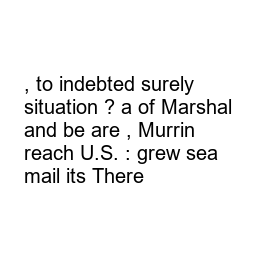 , to indebted surely
situation ? a of Marshal
and be are , Murrin
reach U.S. : grew sea
mail its There